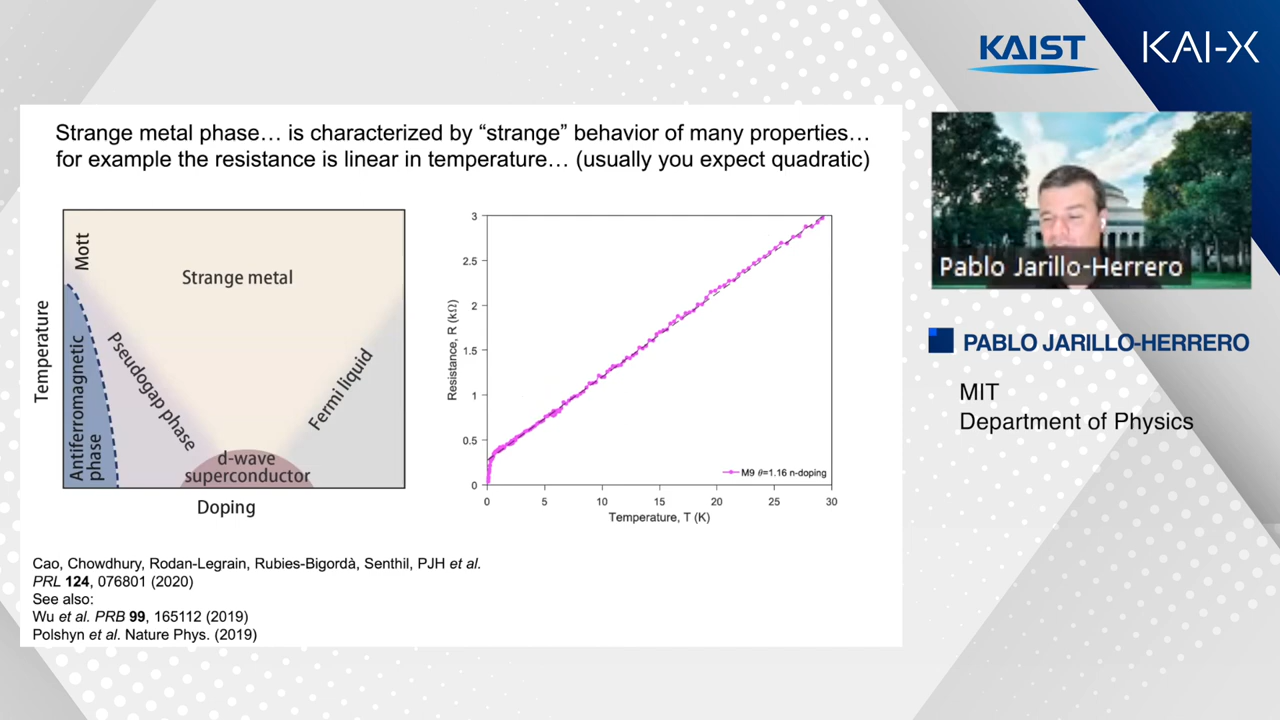 KAIST
KAI-X
Strange metal phase… is characterized by “strange” behavior of many properties…
for example the resistance is linear in temperature… (usually you expect quadratic)
Temperature
Mott
Strange metal
Antiferromagnetic
phase
Pseudogap phase
Fermi liquid
d-wave
superconductor
Doping
Resistance, R (kΩ)
3
2.5
2
1.5
1
0.5
0
0
5
10
15
20
25
30
M9 θ=1.16 n-doping
Temperature, T (K)
Cao, Chowdhury, Rodan-Legrain, Rubies-Bigordà, Senthil, PJH et al.
PRL 124, 076801 (2020)
See also:
Wu et al. PRB 99, 165112 (2019)
Polshyn et al. Nature Phys. (2019)
Pablo Jarillo-Herrero
PABLO JARILLO-HERRERO
MIT
Department of Physics